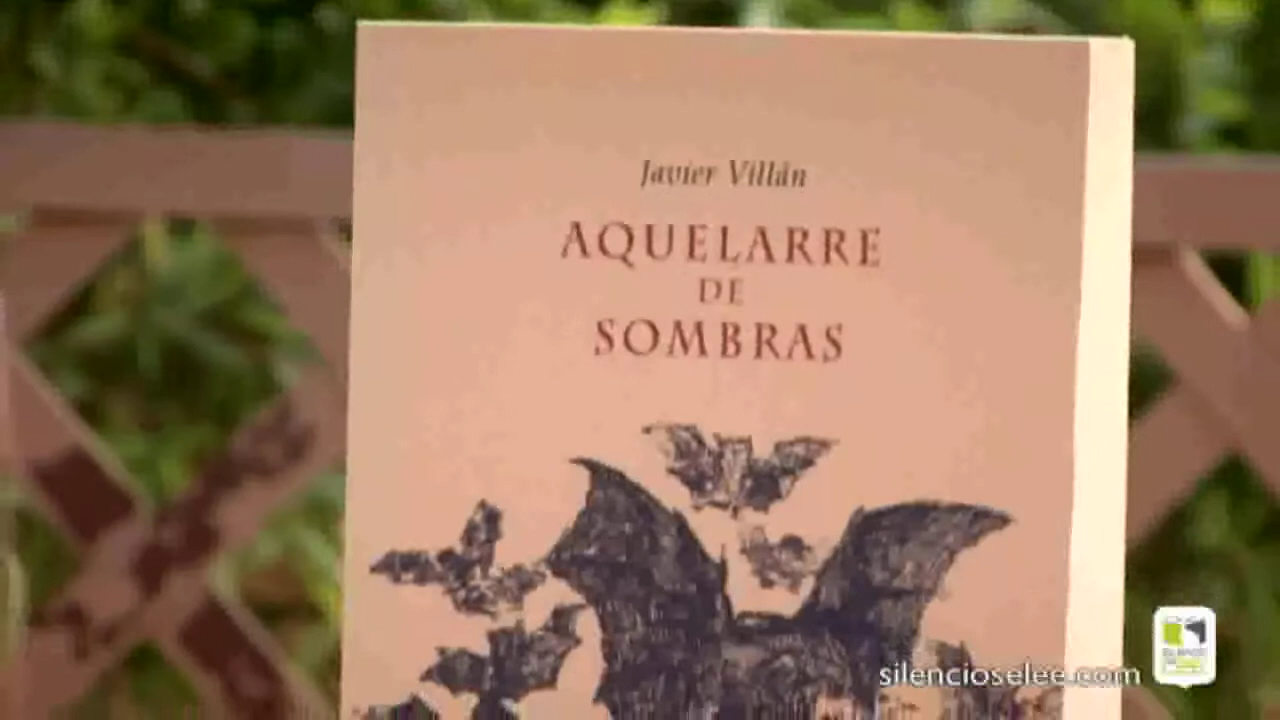 Javier Villán
AQUELARRE
DE
SOMBRAS
silencioselee.com